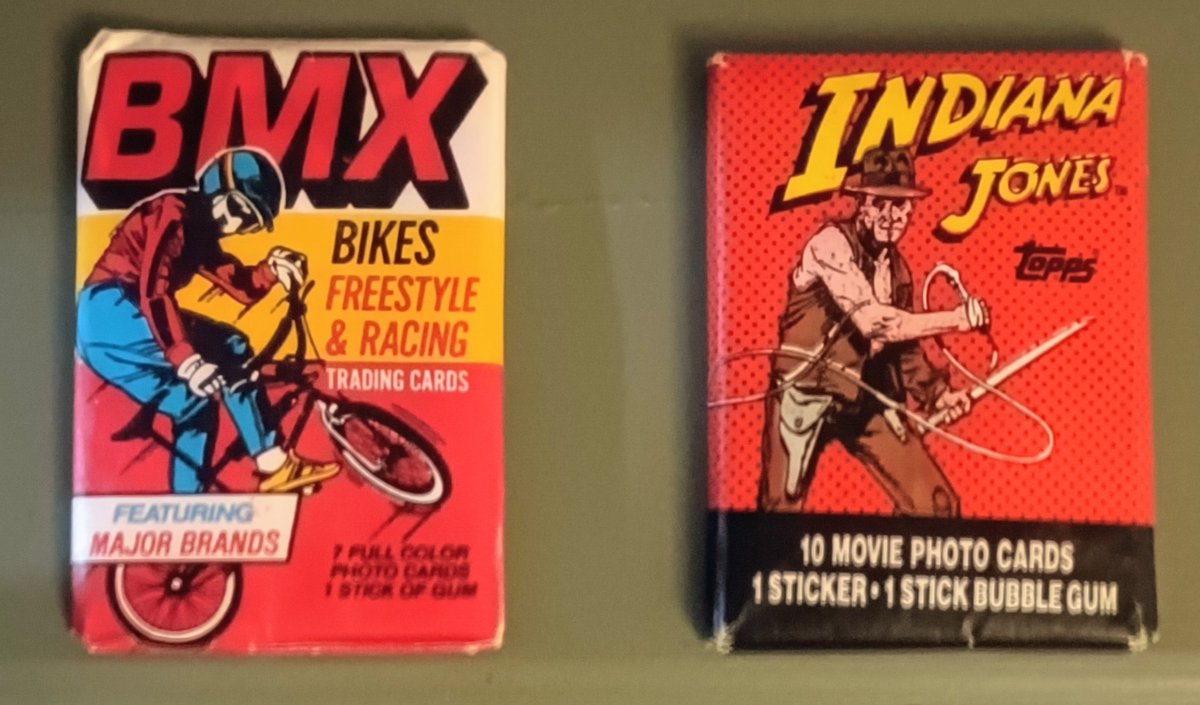 BMX
BIKES
FREESTYLE
& RACING
TRADING CARDS
FEATURING
MAJOR BRANDS
7 FULL COLOR
PHOTO CARDS
1 STICK OF GUM
INDIANA
JONES™
TOPPS
10 MOVIE PHOTO CARDS
1 STICKER • 1 STICK BUBBLE GUM